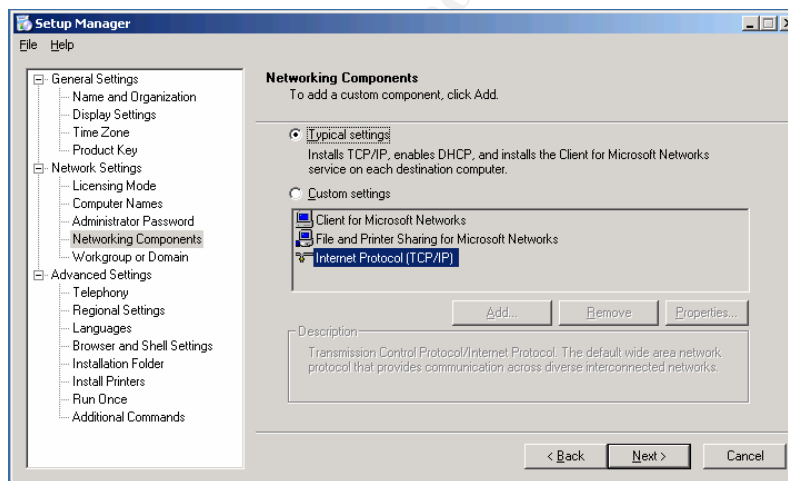 Setup Manager
File Help
General Settings
Name and Organization
Display Settings
Time Zone
Product Key
Network Settings
Licensing Mode
Computer Names
Administrator Password
Networking Components
Workgroup or Domain
Advanced Settings
Telephony
Regional Settings
Languages
Browser and Shell Settings
Installation Folder
Install Printers
Run Once
Additional Commands
Networking Components
To add a custom component, click Add.
Typical settings
Installs TCP/IP, enables DHCP, and installs the Client for Microsoft Networks
service on each destination computer.
Custom settings
Client for Microsoft Networks
File and Printer Sharing for Microsoft Networks
Internet Protocol (TCP/IP)
Add... Remove Properties...
Description
Transmission Control Protocol/Internet Protocol. The default wide area network
protocol that provides communication across diverse interconnected networks.
< Back Next > Cancel